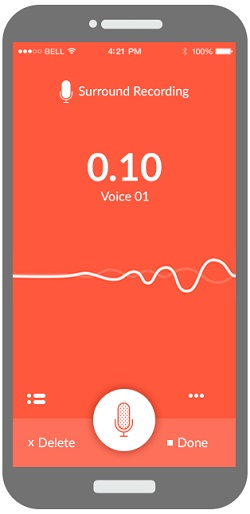 BELL 4:21 PM 100%
Surround Recording
0.10
Voice 01
x Delete Done